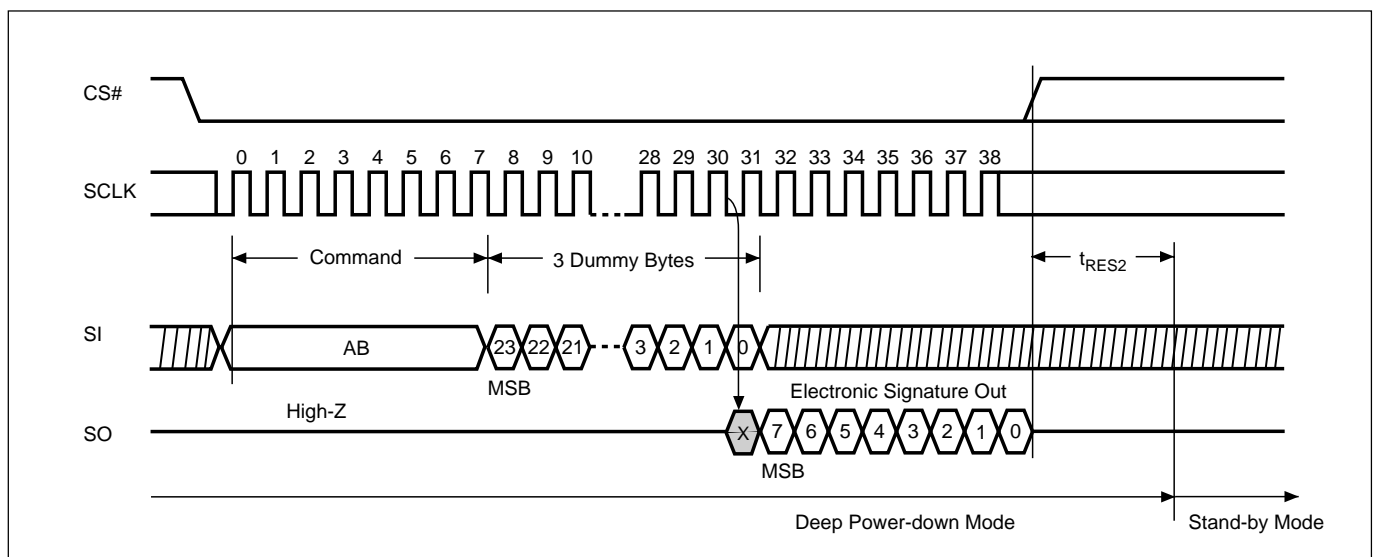 CS#
0 1 2 3 4 5 6 7 8 9 10 28 29 30 31 32 33 34 35 36 37 38
SCLK
Command 3 Dummy Bytes tRES2
SI AB 23 22 21 3 2 1 0
MSB Electronic Signature Out
High-Z
SO X 7 6 5 4 3 2 1 0
MSB
Deep Power-down Mode Stand-by Mode